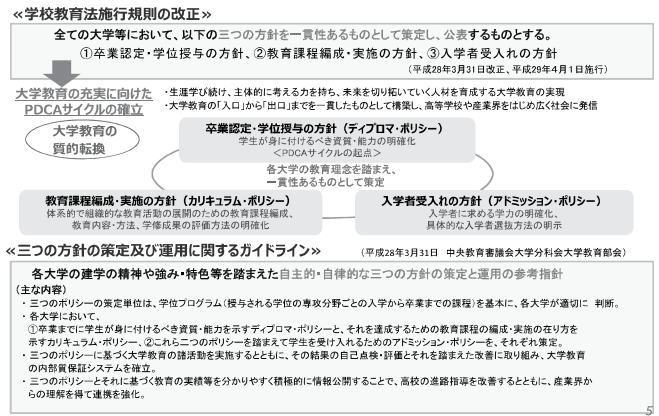 ≪学校教育法施行規則の改正≫
全ての大学等において、以下の三つの方針を一貫性あるものとして策定し、公表するものとする。
①卒業認定・学位授与の方針、②教育課程編成・実施の方針、③入学者受入れの方針
（平成28年3月31日改正、平成29年４月1日施行）
大学教育の充実に向けた
PDCAサイクルの確立
・生涯学び続け、主体的に考える力を持ち、未来を切り拓いていく人材を育成する大学教育の実現
・大学教育の「入口」から「出口」までを一貫したものとして構築し、高等学校や産業界をはじめ広く社会に発信
大学教育の
質的転換
卒業認定・学位授与の方針（ディプロマ・ポリシー）
学生が身に付けるべき資質・能力の明確化
＜PDCAサイクルの起点＞
各大学の教育理念を踏まえ、
一貫性あるものとして策定
教育課程編成・実施の方針（カリキュラム・ポリシー）
体系的で組織的な教育活動の展開のための教育課程編成、
教育内容・方法、学修成果の評価方法の明確化
入学者受入れの方針（アドミッション・ポリシー）
入学者に求める学力の明確化、
具体的な入学者選抜方法の明示
≪三つの方針の策定及び運用に関するガイドライン≫
（平成28年3月31日　中央教育審議会大学分科会大学教育部会）
各大学の建学の精神や強み・特色等を踏まえた自主的・自律的な三つの方針の策定と運用の参考指針
（主な内容）
・三つのポリシーの策定単位は、学位プログラム（授与される学位の専攻分野ごとの入学から卒業までの課程）を基本に、各大学が適切に　判断。
・各大学において、
①卒業までに学生が身に付けるべき資質・能力を示すディプロマ・ポリシーと、それを達成するための教育課程の編成・実施の在り方を
示すカリキュラム・ポリシー、②これら二つのポリシーを踏まえて学生を受け入れるためのアドミッション・ポリシーを、それぞれ策定。
・三つのポリシーに基づく大学教育の諸活動を実施するとともに、その結果の自己点検・評価とそれを踏まえた改善に取り組み、大学教育
の内部質保証システムを確立。
・三つのポリシーとそれに基づく教育の実績等を分かりやすく積極的に情報公開することで、高校の進路指導を改善するとともに、産業界か
らの理解を得て連携を強化。
5